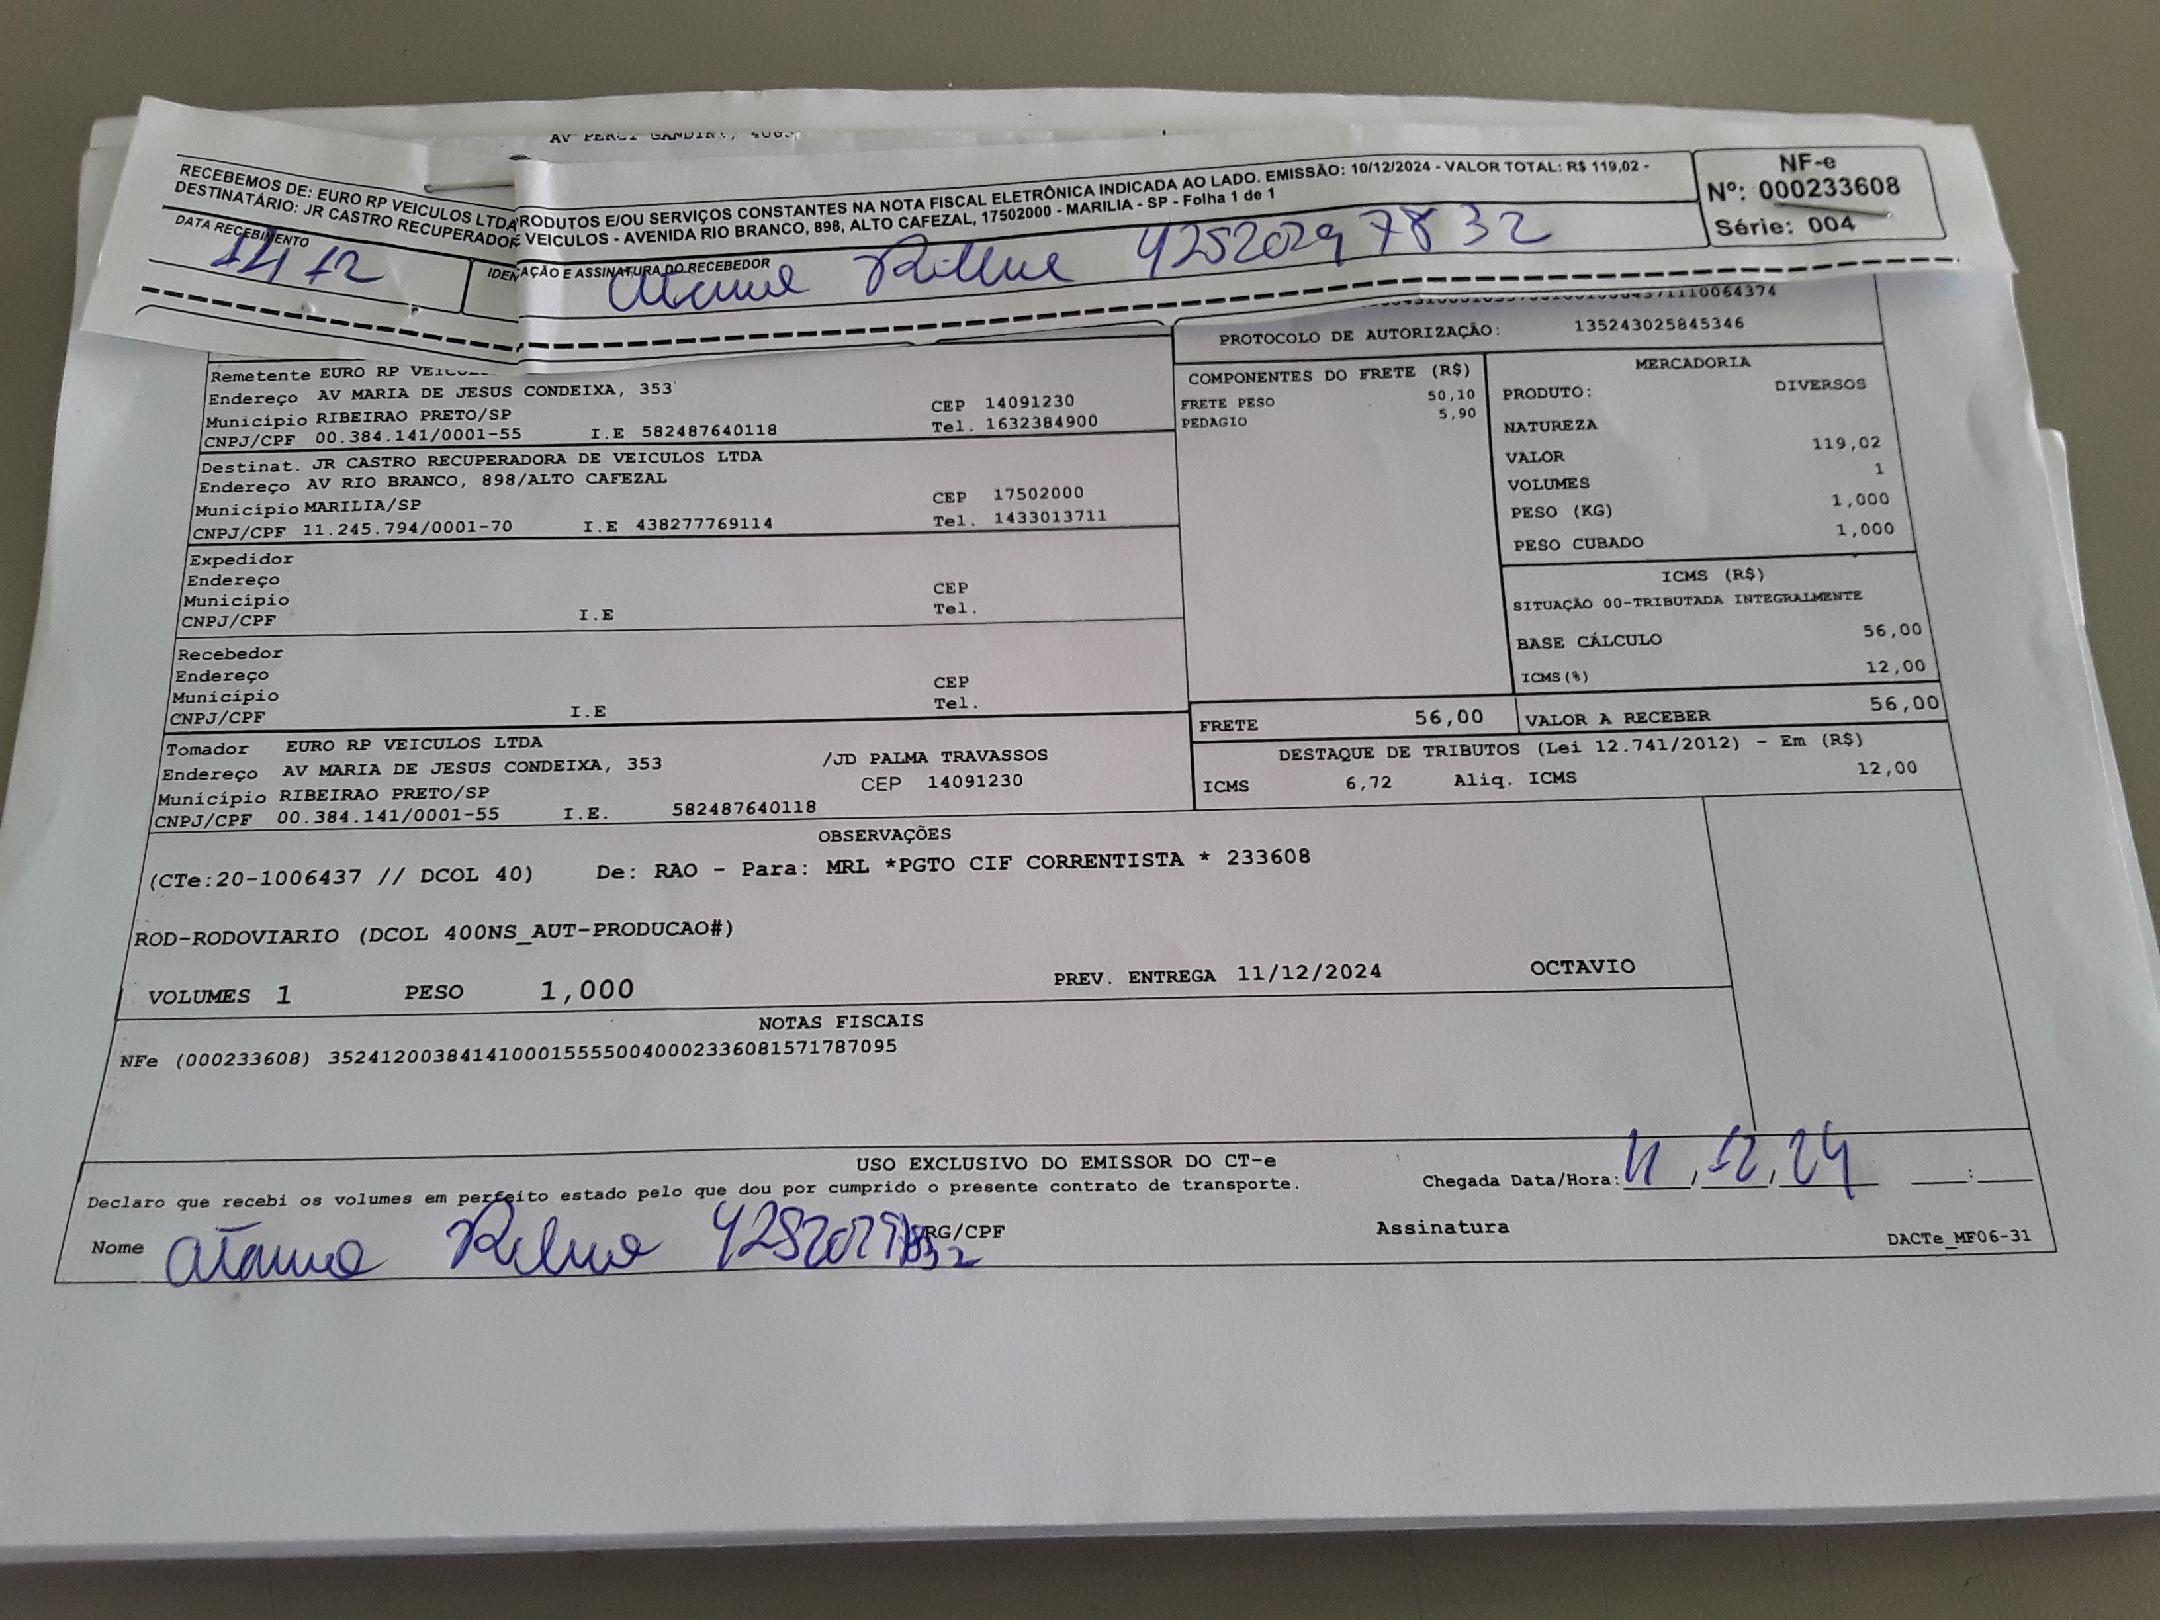 AV PERCI GANDINI,
RECEBEMOS DE: EURO RP VEICULOS LTDA RODUTOS E/OU SERVIÇOS CONSTANTES NA NOTA FISCAL ELETRÔNICA INDICADA AO LADO. EMISSÃO: 10/12/2024 - VALOR TOTAL: R$ 119,02 -
DESTINATÁRIO: JR CASTRO RECUPERADOR VEICULOS - AVENIDA RIO BRANCO, 898, ALTO CAFEZAL, 17502000 - MARILIA - SP - Folha 1 de 1
NF-e
Nº: 000233608
Série: 004
DATA RECEBIMENTO
11/12
IDEN AÇÃO E ASSINATURA DO RECEBEDOR
42520297832
PROTOCOLO DE AUTORIZAÇÃO: 135243025845346
Remetente EURO RP VEIC
Endereço AV MARIA DE JESUS CONDEIXA, 353
Município RIBEIRAO PRETO/SP CEP 14091230
CNPJ/CPF 00.384.141/0001-55 I.E 582487640118 Tel. 1632384900
Destinat. JR CASTRO RECUPERADORA DE VEICULOS LTDA
Endereço AV RIO BRANCO, 898/ALTO CAFEZAL
Município MARILIA/SP CEP 17502000
CNPJ/CPF 11.245.794/0001-70 I.E 438277769114 Tel. 1433013711
Expedidor
Endereço
Município CEP
CNPJ/CPF I.E Tel.
Recebedor
Endereço
Município CEP
CNPJ/CPF I.E Tel.
Tomador EURO RP VEICULOS LTDA
Endereço AV MARIA DE JESUS CONDEIXA, 353 /JD PALMA TRAVASSOS
Município RIBEIRAO PRETO/SP CEP 14091230
CNPJ/CPF 00.384.141/0001-55 I.E. 582487640118
COMPONENTES DO FRETE (R$)
FRETE PESO 50,10
PEDAGIO 5,90
MERCADORIA
PRODUTO: DIVERSOS
NATUREZA
VALOR 119,02
VOLUMES 1
PESO (KG) 1,000
PESO CUBADO 1,000
ICMS (R$)
SITUAÇÃO 00-TRIBUTADA INTEGRALMENTE
BASE CÁLCULO 56,00
ICMS(%) 12,00
FRETE 56,00 VALOR A RECEBER 56,00
DESTAQUE DE TRIBUTOS (Lei 12.741/2012) - Em (R$)
ICMS 6,72 Aliq. ICMS 12,00
OBSERVAÇÕES
(CTe:20-1006437 // DCOL 40) De: RAO - Para: MRL *PGTO CIF CORRENTISTA * 233608
ROD-RODOVIARIO (DCOL 400NS_AUT-PRODUCAO#)
VOLUMES 1 PESO 1,000 PREV. ENTREGA 11/12/2024 OCTAVIO
NOTAS FISCAIS
NFe (000233608) 35241200384141000155550040002336081571787095
USO EXCLUSIVO DO EMISSOR DO CT-e
Declaro que recebi os volumes em perfeito estado pelo que dou por cumprido o presente contrato de transporte.
Chegada Data/Hora: 11, 12, 24 :
Nome 42520297832 RG/CPF Assinatura
DACTe_MF06-31